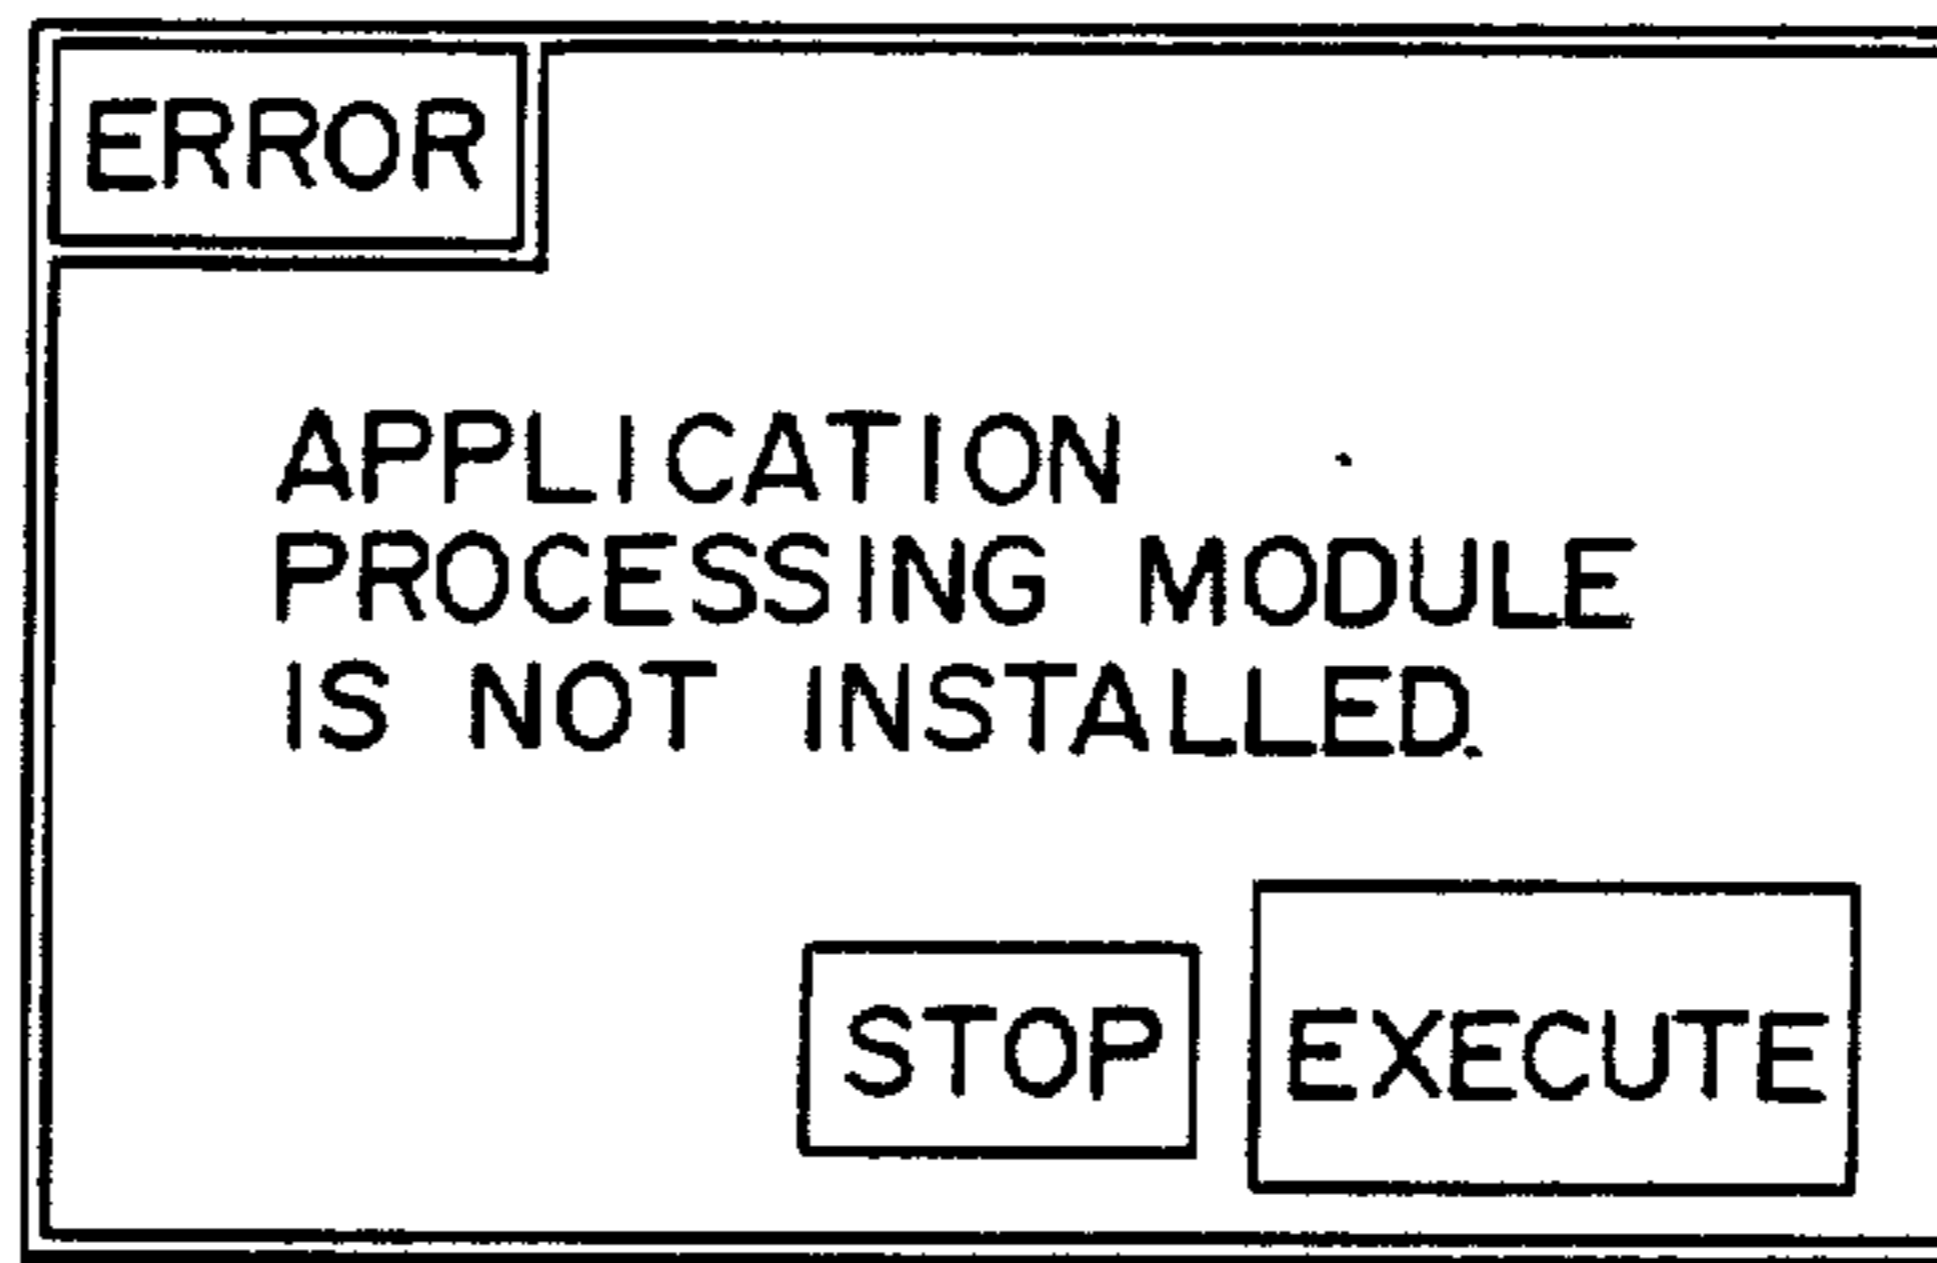 ERROR
APPLICATION
PROCESSING MODULE
IS NOT INSTALLED.
STOP EXECUTE